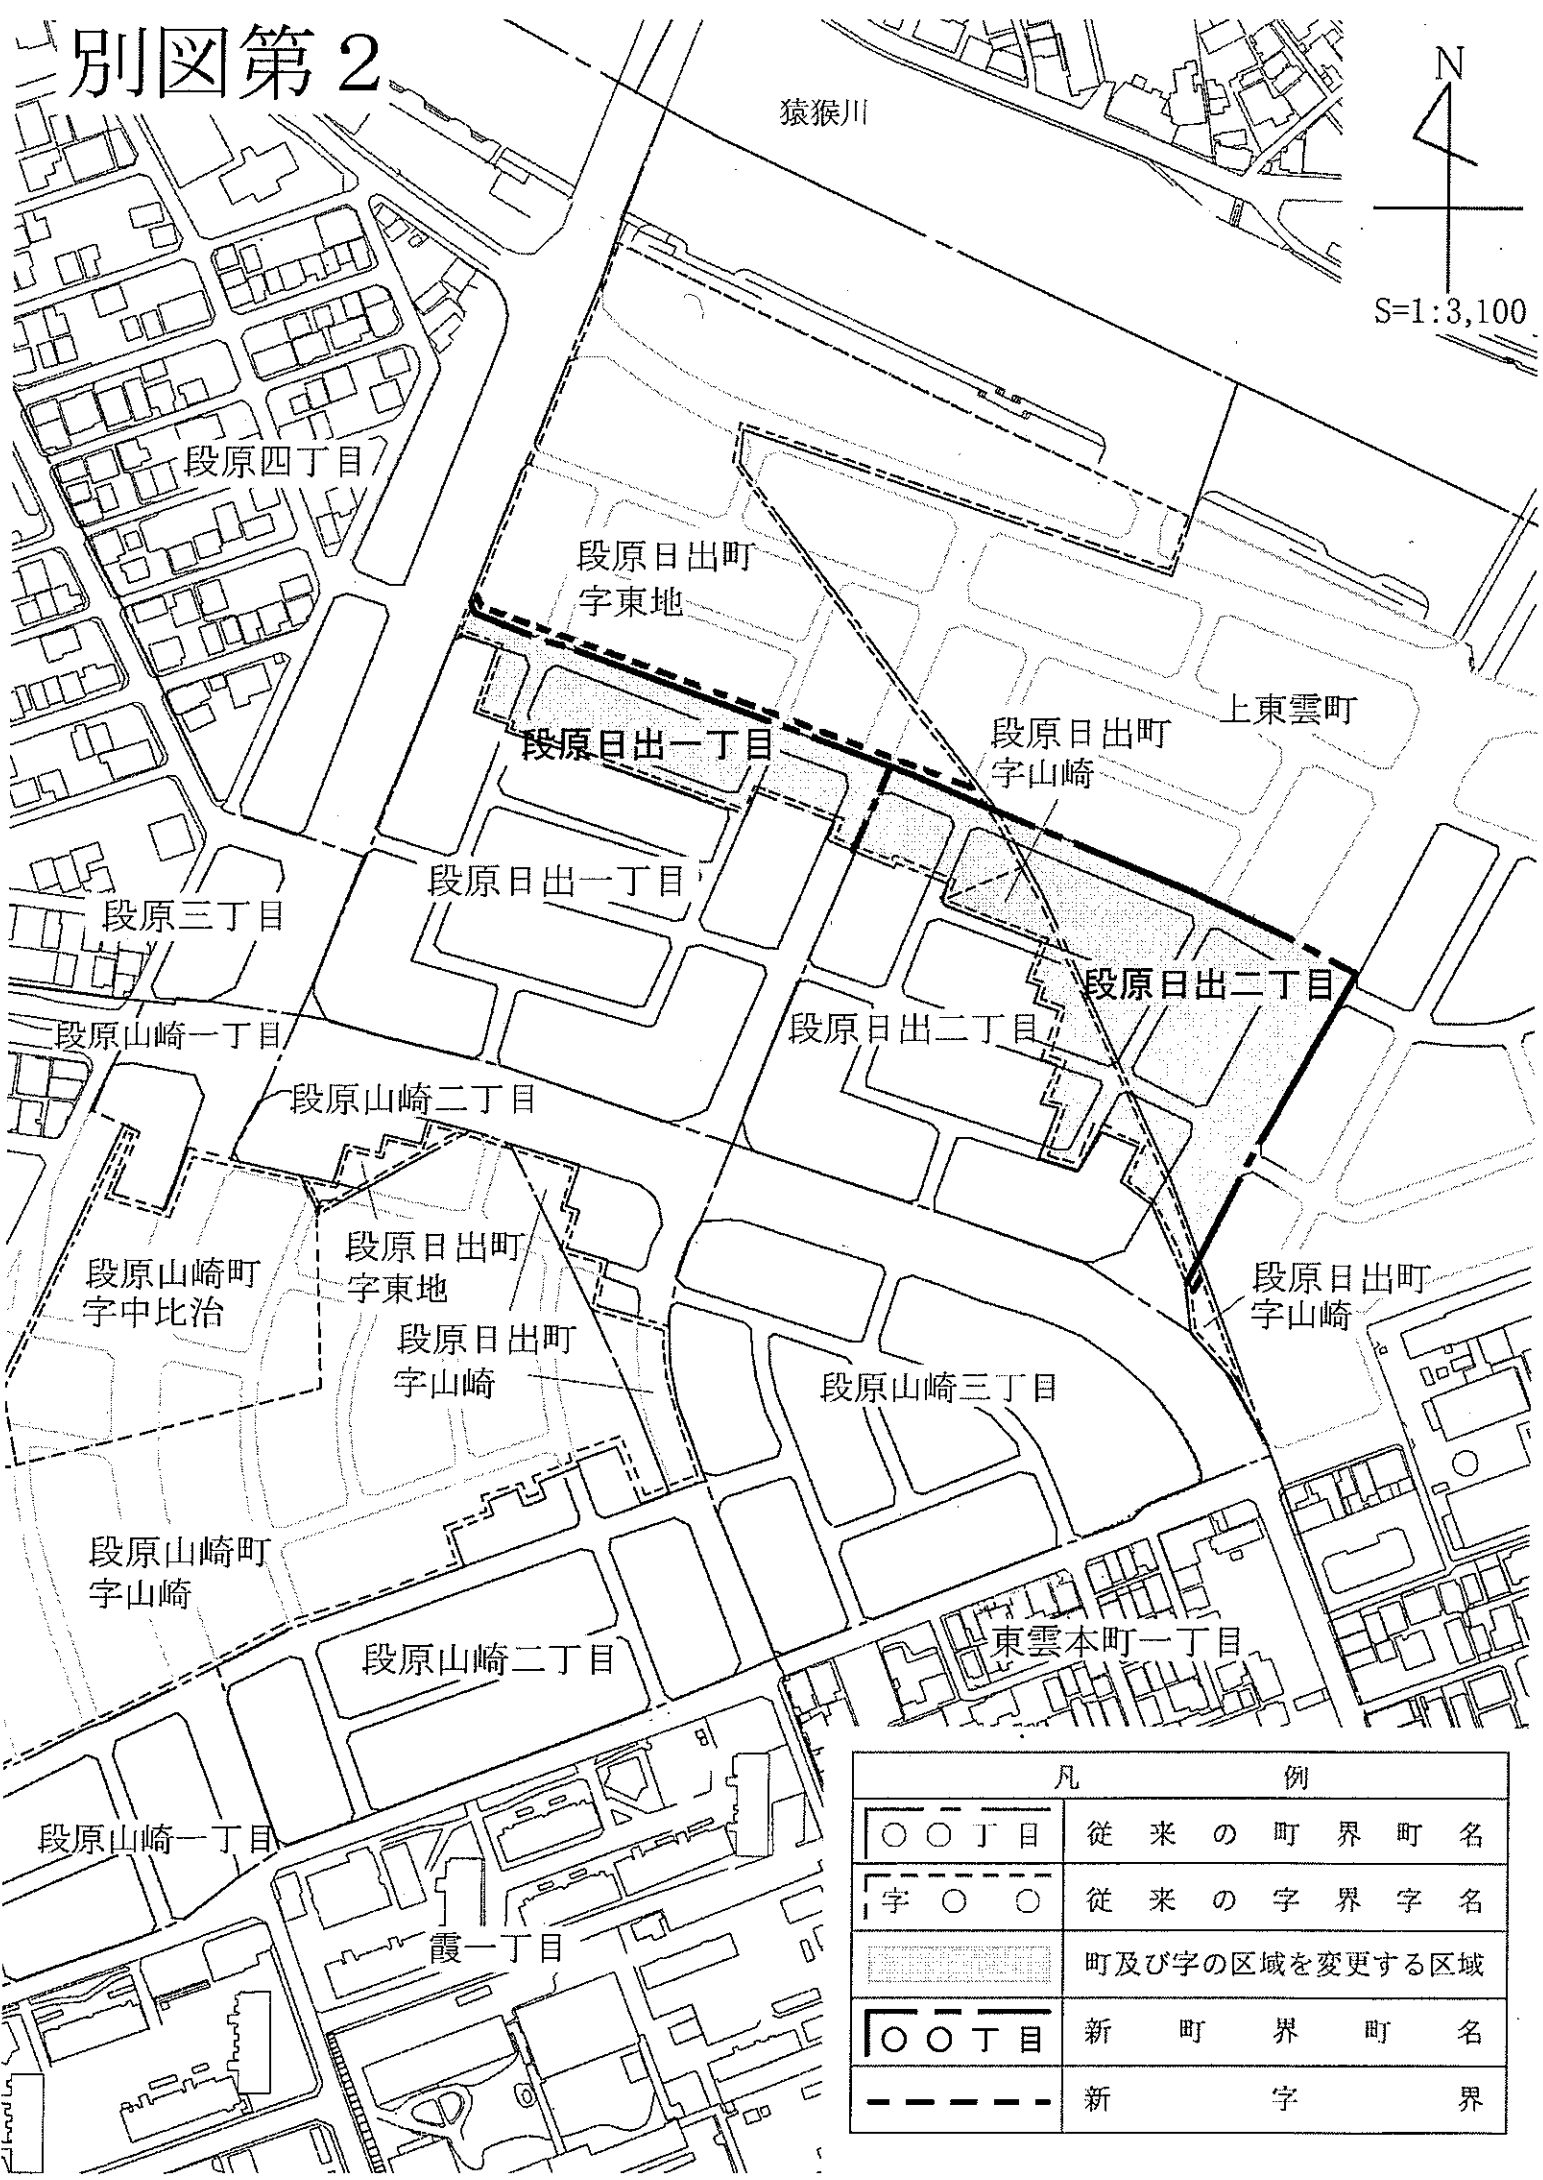 別図第２
猿猴川
N
S=1:3,100
段原四丁目
段原日出町
字東地
上東雲町
段原日出町
字山崎
段原日出一丁目
段原日出一丁目
段原三丁目
段原日出二丁目
段原日出二丁目
段原山崎一丁目
段原山崎二丁目
段原日出町
字東地
段原山崎町
字中比治
段原日出町
字山崎
段原日出町
字山崎
段原山崎三丁目
段原山崎町
字山崎
東雲本町一丁目
段原山崎二丁目
段原山崎一丁目
霞一丁目
凡例
〇〇丁目 従来の町界町名
字〇〇 従来の字界字名
町及び字の区域を変更する区域
〇〇丁目 新町界町名
新字界